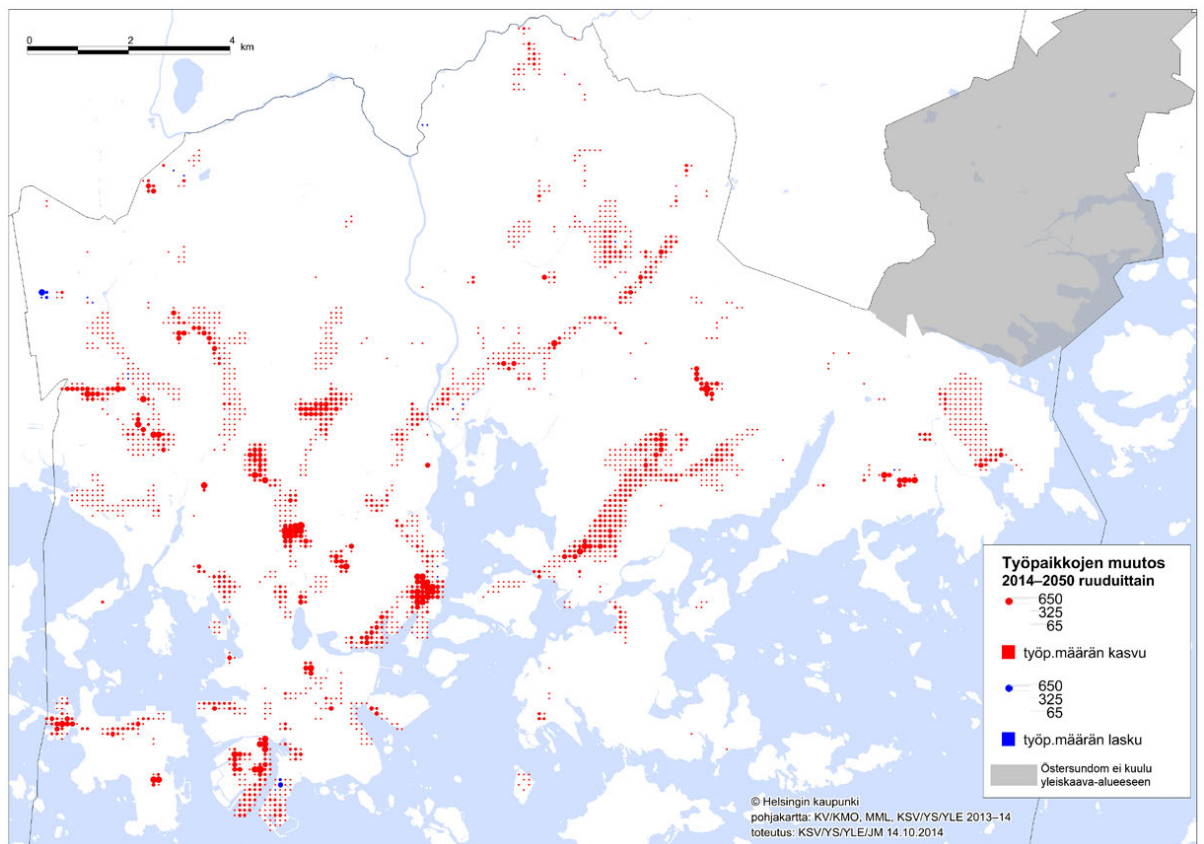 0 2 4
km
Työpaikkojen muutos
2014–2050 ruuduittain
650
325
65
työp.määrän kasvu
650
325
65
työp.määrän lasku
Östersundom ei kuulu
yleiskaava-alueeseen
© Helsingin kaupunki
pohjakartta: KV/KMO, MML, KSV/YS/YLE 2013–14
toteutus: KSV/YS/YLE/JM 14.10.2014